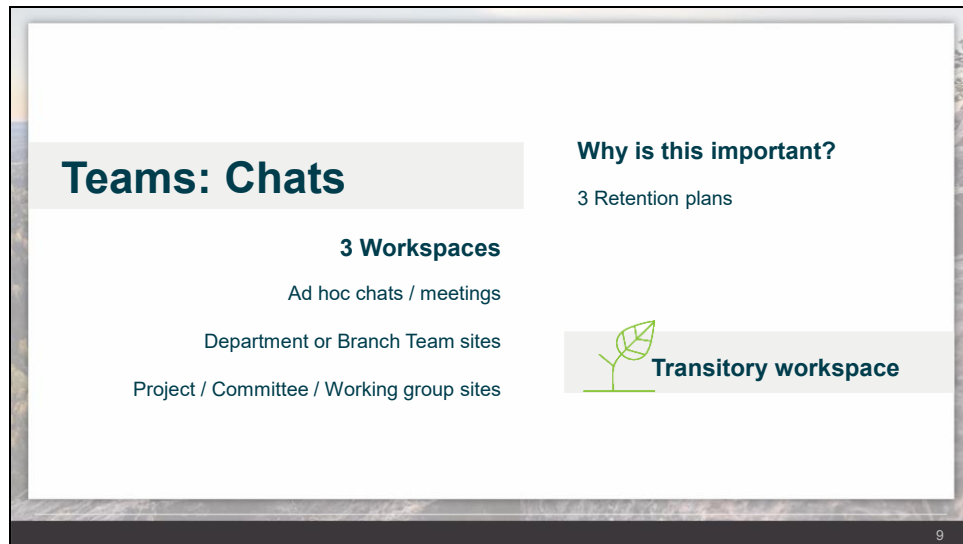 Teams: Chats
3 Workspaces
Ad hoc chats / meetings
Department or Branch Team sites
Project / Committee / Working group sites
Why is this important?
3 Retention plans
Transitory workspace
9